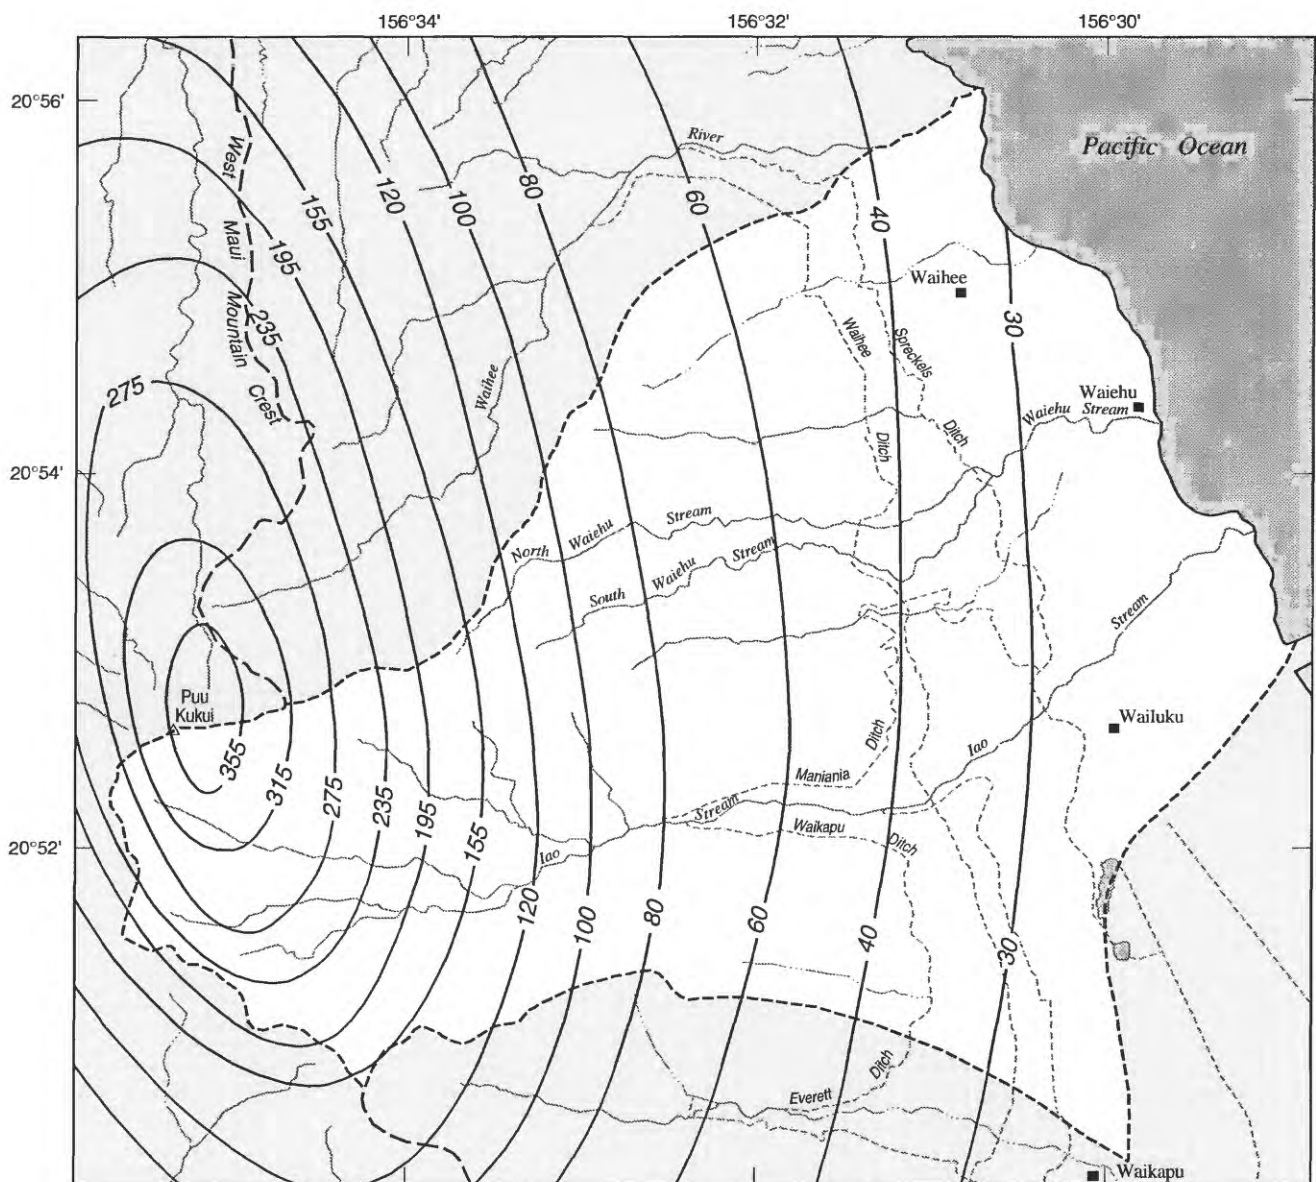 156°34' 156°32' 156°30'
20°56'
20°54'
20°52'
Pacific Ocean
West Maui Mountain Crest
River
Waihee
155
195
235
275
120
100
80
60
40
30
Waihee
Waihee
Ditch
Spreckels
Ditch
Waiehu
Waiehu Stream
North Waiehu Stream
South Waiehu Stream
Puu
Kukui
355
315
275
235
195
155
120
100
80
60
40
30
Ditch
Maniania
Iao Stream
Iao Stream
Waikapu Ditch
Wailuku
Everett Ditch
Waikapu